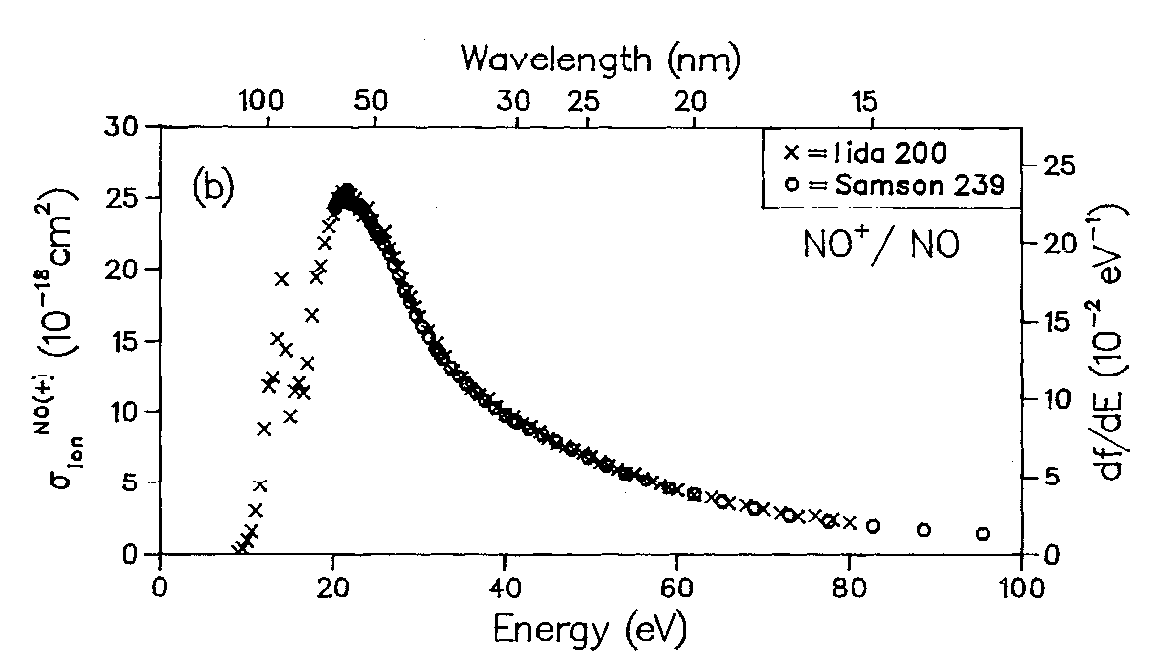 Wavelength (nm)
100 50 30 25 20 15
30
25
20
15
10
5
0
σ_Ion^NO(+) (10⁻¹⁸cm²)
(b)
x = Iida 200
o = Samson 239
NO⁺/ NO
25
20
15
10
5
0
df/dE (10⁻² eV⁻¹)
0 20 40 60 80 100
Energy (eV)